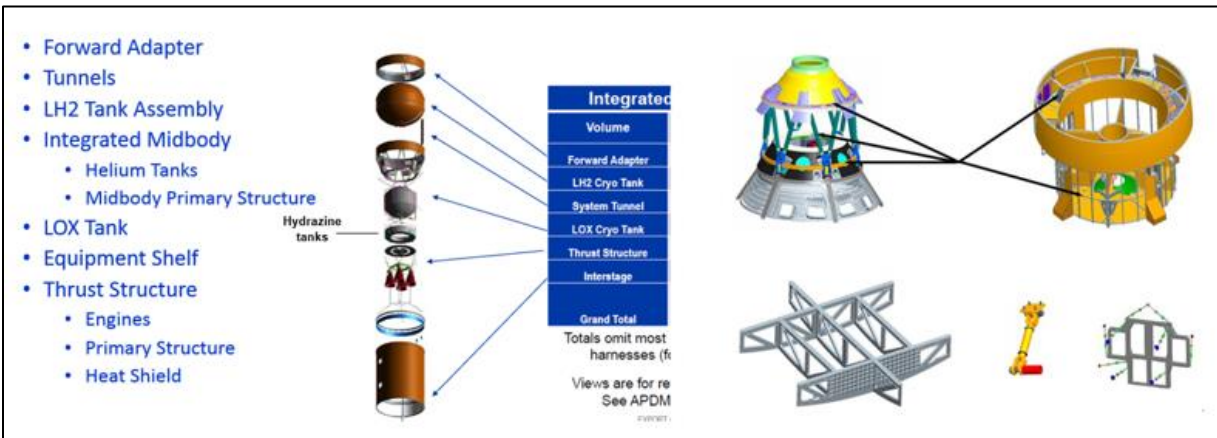 Forward Adapter
Tunnels
LH2 Tank Assembly
Integrated Midbody
Helium Tanks
Midbody Primary Structure
LOX Tank
Equipment Shelf
Thrust Structure
Engines
Primary Structure
Heat Shield
Hydrazine
tanks
Integrated
Volume
Forward Adapter
LH2 Cryo Tank
System Tunnel
LOX Cryo Tank
Thrust Structure
Interstage
Grand Total
Totals omit most
harnesses (fo
Views are for re
See APDM
EXPORT